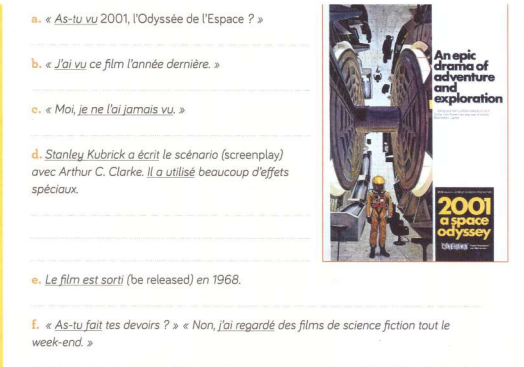 a. « As-tu vu 2001, l'Odyssée de l'Espace ? »
b. « J'ai vu ce film l'année dernière. »
c. « Moi, je ne l'ai jamais vu. »
d. Stanley Kubrick a écrit le scénario (screenplay)
avec Arthur C. Clarke. Il a utilisé beaucoup d'effets
spéciaux.
An epic
drama of
adventure
and
exploration
2001
a space
odyssey
e. Le film est sorti (be released) en 1968.
f. « As-tu fait tes devoirs ? » « Non, j'ai regardé des films de science fiction tout le
week-end. »